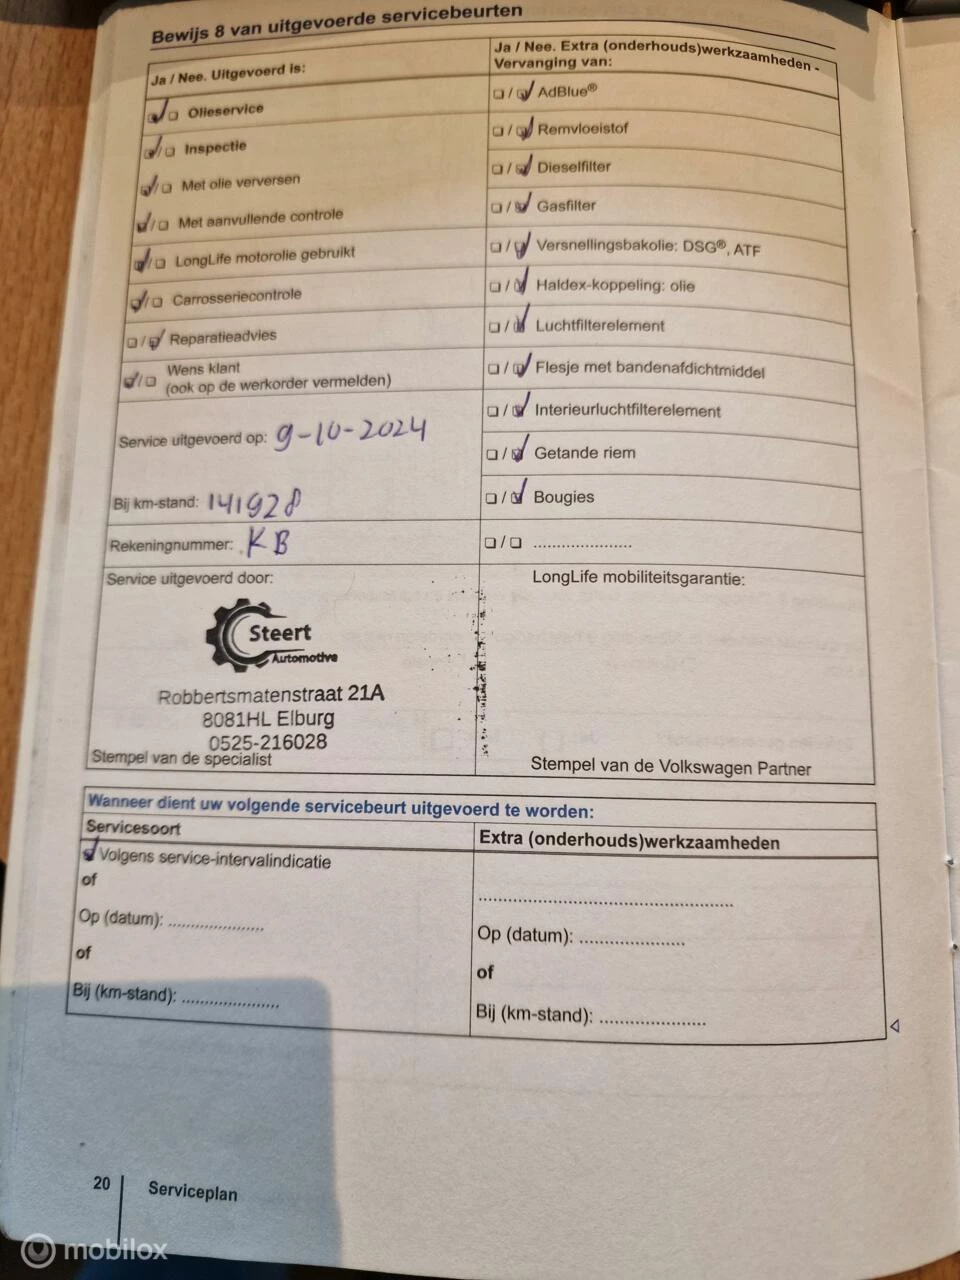 Bewijs 8 van uitgevoerde servicebeurten
Ja / Nee. Uitgevoerd is:
Olieservice
Inspectie
Met olie verversen
Met aanvullende controle
LongLife motorolie gebruikt
Carrosseriecontrole
Reparatieadvies
Wens klant
(ook op de werkorder vermelden)
Service uitgevoerd op: 9-10-2024
Bij km-stand: 141928
Rekeningnummer: KB
Service uitgevoerd door:
Steert
Automotive
Robbertsmatenstraat 21A
8081HL Elburg
0525-216028
Stempel van de specialist
Ja / Nee. Extra (onderhouds)werkzaamheden -
Vervanging van:
AdBlue®
Remvloeistof
Dieselfilter
Gasfilter
Versnellingsbakolie: DSG®, ATF
Haldex-koppeling: olie
Luchtfilterelement
Flesje met bandenafdichtmiddel
Interieurluchtfilterelement
Getande riem
Bougies
....................
LongLife mobiliteitsgarantie:
Stempel van de Volkswagen Partner
Wanneer dient uw volgende servicebeurt uitgevoerd te worden:
Servicesoort
Volgens service-intervalindicatie
of
Op (datum): ....................
of
Bij (km-stand): ....................
Extra (onderhouds)werkzaamheden
..................................................
Op (datum): ....................
of
Bij (km-stand): ....................
20
Serviceplan
mobilox